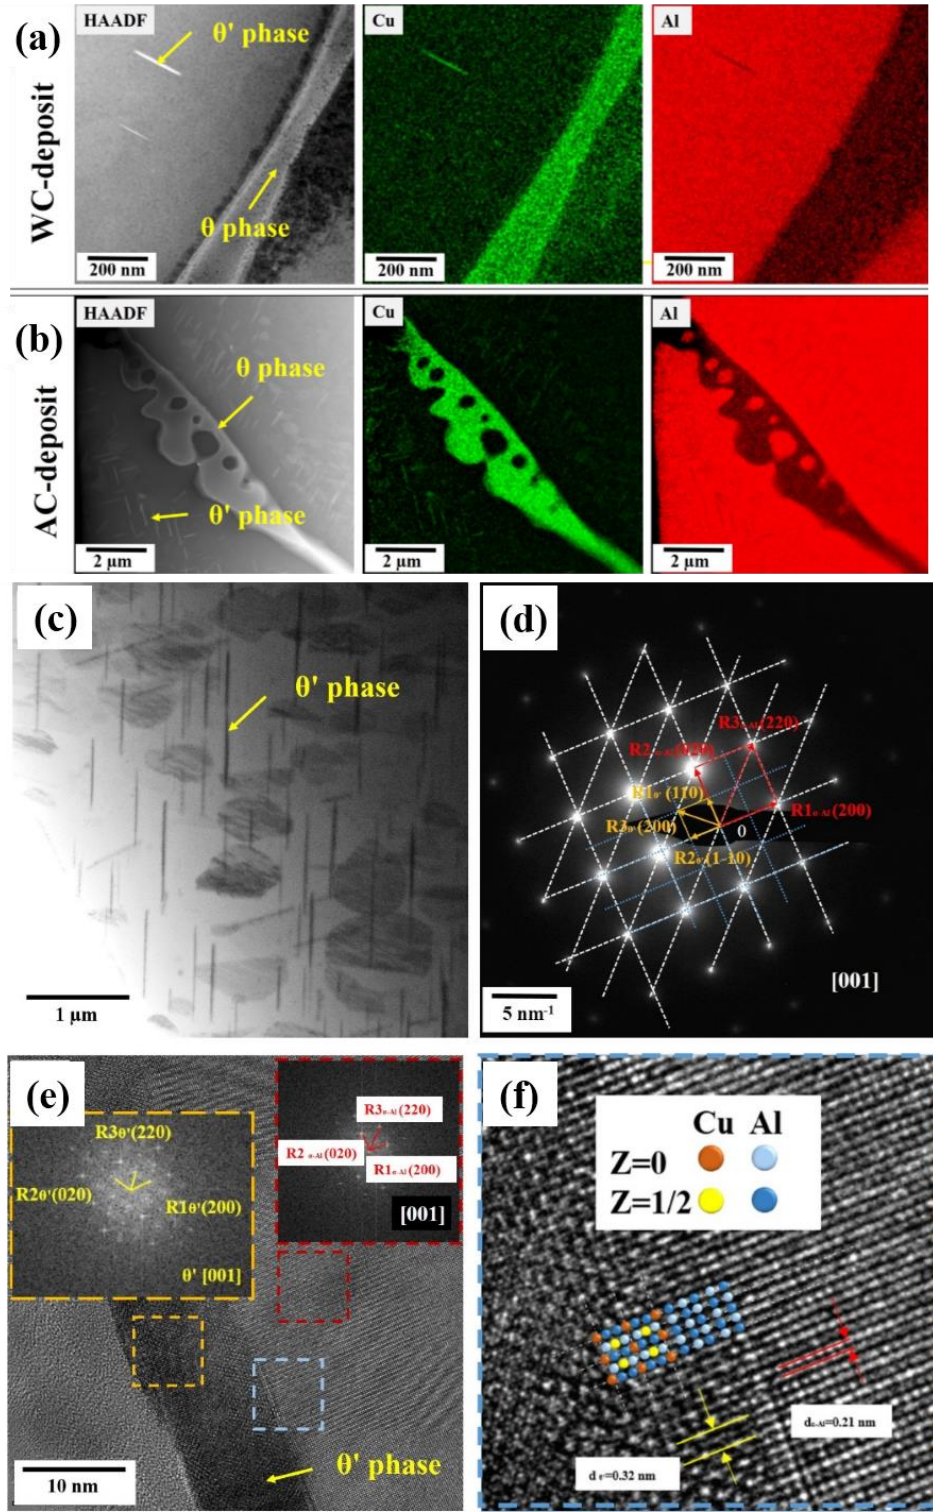 (a)
WC-deposit
HAADF
θ' phase
θ phase
200 nm
Cu
200 nm
Al
200 nm
(b)
AC-deposit
HAADF
θ phase
θ' phase
2 μm
Cu
2 μm
Al
2 μm
(c)
θ' phase
1 μm
(d)
R3α-Al(220)
R2α-Al(020)
R1θ'(110)
R3θ'(200)
R1α-Al(200)
0
R2θ'(1-10)
[001]
5 nm⁻¹
(e)
R3θ'(220)
R2θ'(020)
R1θ'(200)
θ' [001]
R3α-Al(220)
R2 α-Al(020)
R1α-Al(200)
[001]
θ' phase
10 nm
(f)
Cu Al
Z=0
Z=1/2
dα-Al=0.21 nm
d θ'=0.32 nm